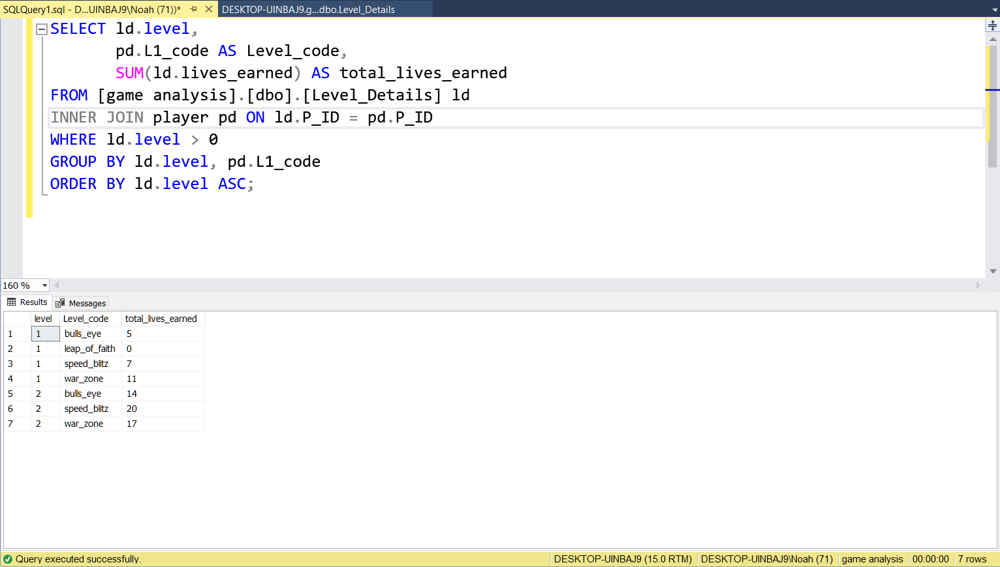 SQLQuery1.sql - D...UINBAJ9\Noah (71))* DESKTOP-UINBAJ9.g...dbo.Level_Details
SELECT ld.level,
pd.L1_code AS Level_code,
SUM(ld.lives_earned) AS total_lives_earned
FROM [game analysis].[dbo].[Level_Details] ld
INNER JOIN player pd ON ld.P_ID = pd.P_ID
WHERE ld.level > 0
GROUP BY ld.level, pd.L1_code
ORDER BY ld.level ASC;
160 %
Results Messages
level Level_code total_lives_earned
1 1 bulls_eye 5
2 1 leap_of_faith 0
3 1 speed_blitz 7
4 1 war_zone 11
5 2 bulls_eye 14
6 2 speed_blitz 20
7 2 war_zone 17
Query executed successfully. DESKTOP-UINBAJ9 (15.0 RTM) DESKTOP-UINBAJ9\Noah (71) game analysis 00:00:00 7 rows